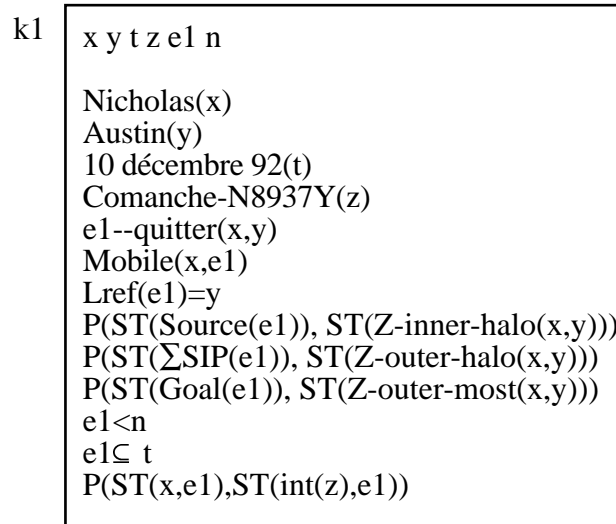 k1
x y t z e1 n
Nicholas(x)
Austin(y)
10 décembre 92(t)
Comanche-N8937Y(z)
e1--quitter(x,y)
Mobile(x,e1)
Lref(e1)=y
P(ST(Source(e1)), ST(Z-inner-halo(x,y)))
P(ST(∑SIP(e1)), ST(Z-outer-halo(x,y)))
P(ST(Goal(e1)), ST(Z-outer-most(x,y)))
e1<n
e1⊆ t
P(ST(x,e1),ST(int(z),e1))